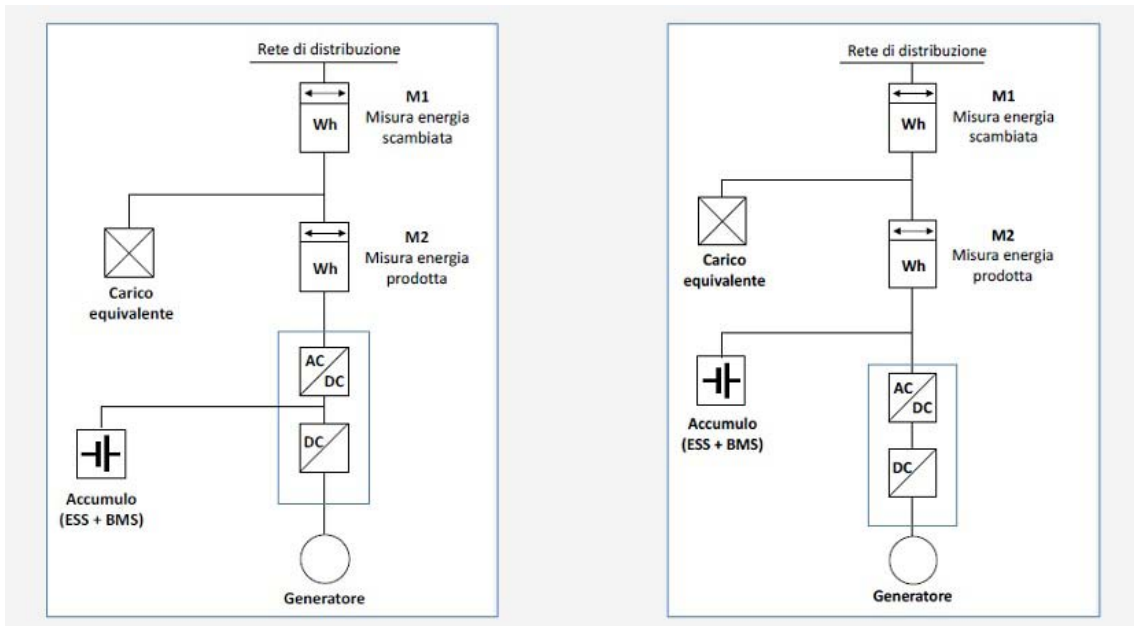 Rete di distribuzione
M1
Misura energia
scambiata
Wh
M2
Misura energia
prodotta
Wh
Carico
equivalente
AC
DC
DC
Accumulo
(ESS + BMS)
Generatore
Rete di distribuzione
M1
Misura energia
scambiata
Wh
M2
Misura energia
prodotta
Wh
Carico
equivalente
AC
DC
DC
Accumulo
(ESS + BMS)
Generatore